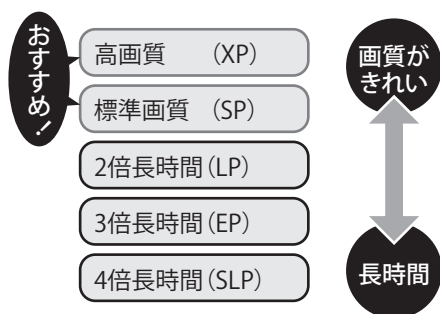 おすすめ!
高画質 (XP)
標準画質 (SP)
2倍長時間(LP)
3倍長時間(EP)
4倍長時間(SLP)
画質が
きれい
長時間